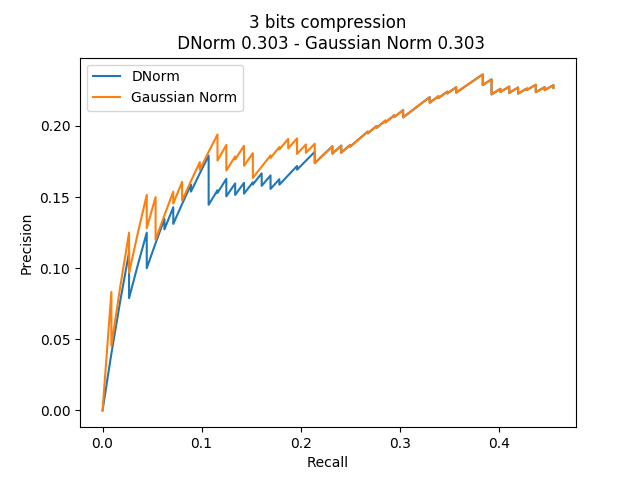 3 bits compression
DNorm 0.303 - Gaussian Norm 0.303
DNorm
Gaussian Norm
Precision
0.20
0.15
0.10
0.05
0.00
0.0 0.1 0.2 0.3 0.4
Recall